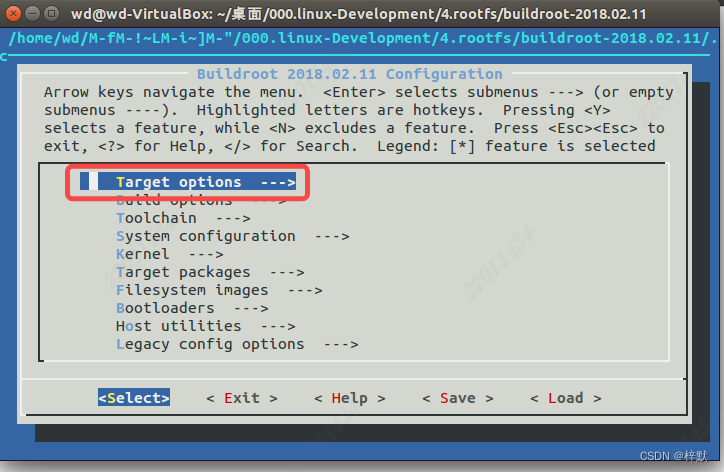 wd@wd-VirtualBox: ~/桌面/000.linux-Development/4.rootfs/buildroot-2018.02.11
/home/wd/M-fM-!~LM-i~]M-"/000.linux-Development/4.rootfs/buildroot-2018.02.11/.
c
Buildroot 2018.02.11 Configuration
Arrow keys navigate the menu. <Enter> selects submenus ---> (or empty
submenus ----). Highlighted letters are hotkeys. Pressing <Y>
selects a feature, while <N> excludes a feature. Press <Esc><Esc> to
exit, <?> for Help, </> for Search. Legend: [*] feature is selected
Target options --->
Build options --->
Toolchain --->
System configuration --->
Kernel --->
Target packages --->
Filesystem images --->
Bootloaders --->
Host utilities --->
Legacy config options --->
<Select> < Exit > < Help > < Save > < Load >
22011434
CSDN @梓默